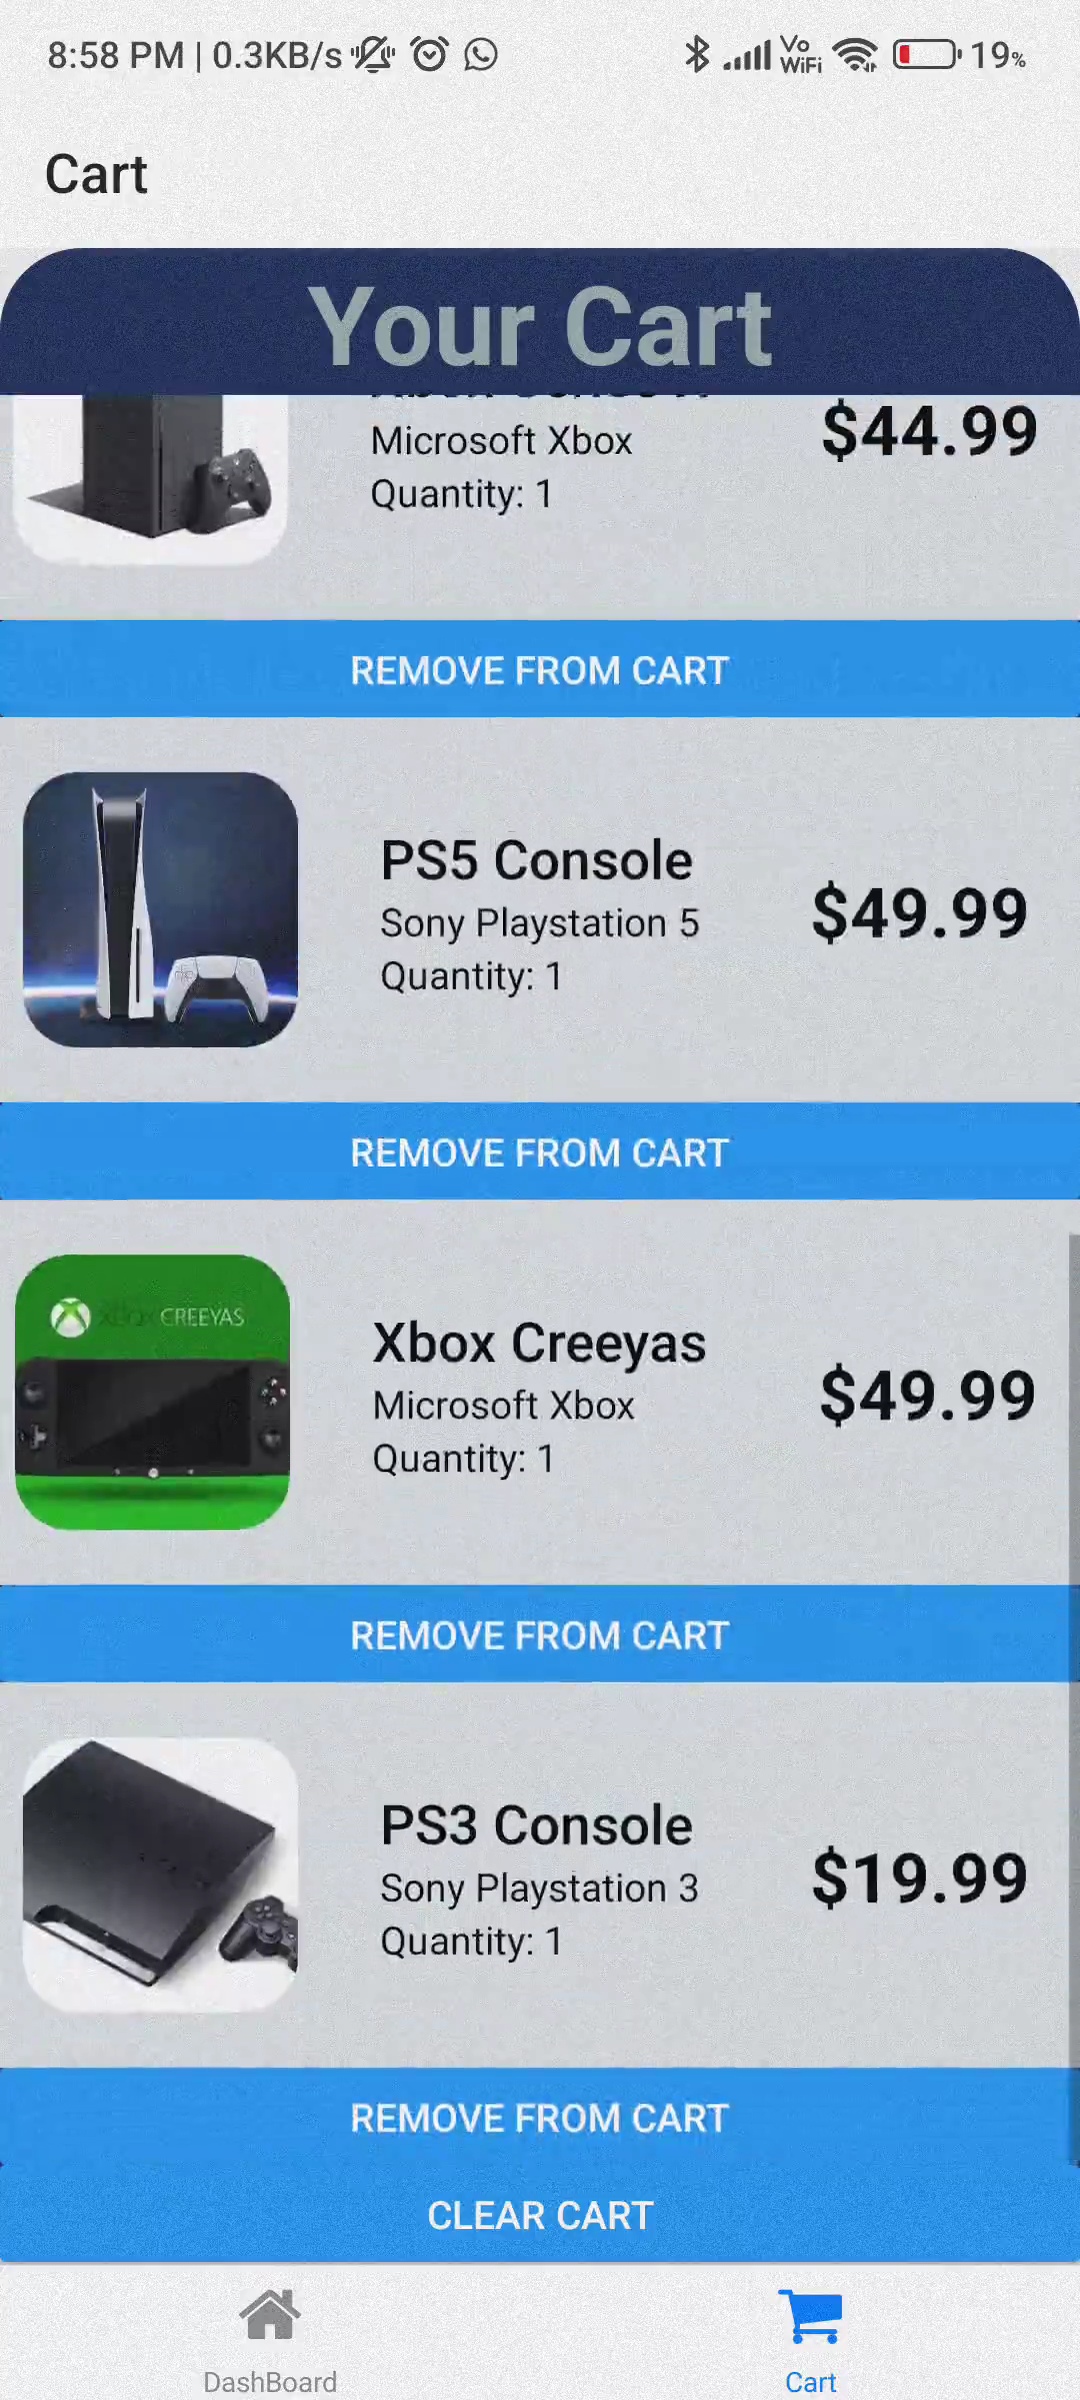 8:58 PM | 0.3KB/s
Vo
WiFi
19%
Cart
Your Cart
Microsoft Xbox
$44.99
Quantity: 1
REMOVE FROM CART
PS5 Console
Sony Playstation 5
$49.99
Quantity: 1
REMOVE FROM CART
XBOX CREEYAS
Xbox Creeyas
Microsoft Xbox
$49.99
Quantity: 1
REMOVE FROM CART
PS3 Console
Sony Playstation 3
$19.99
Quantity: 1
REMOVE FROM CART
CLEAR CART
DashBoard
Cart